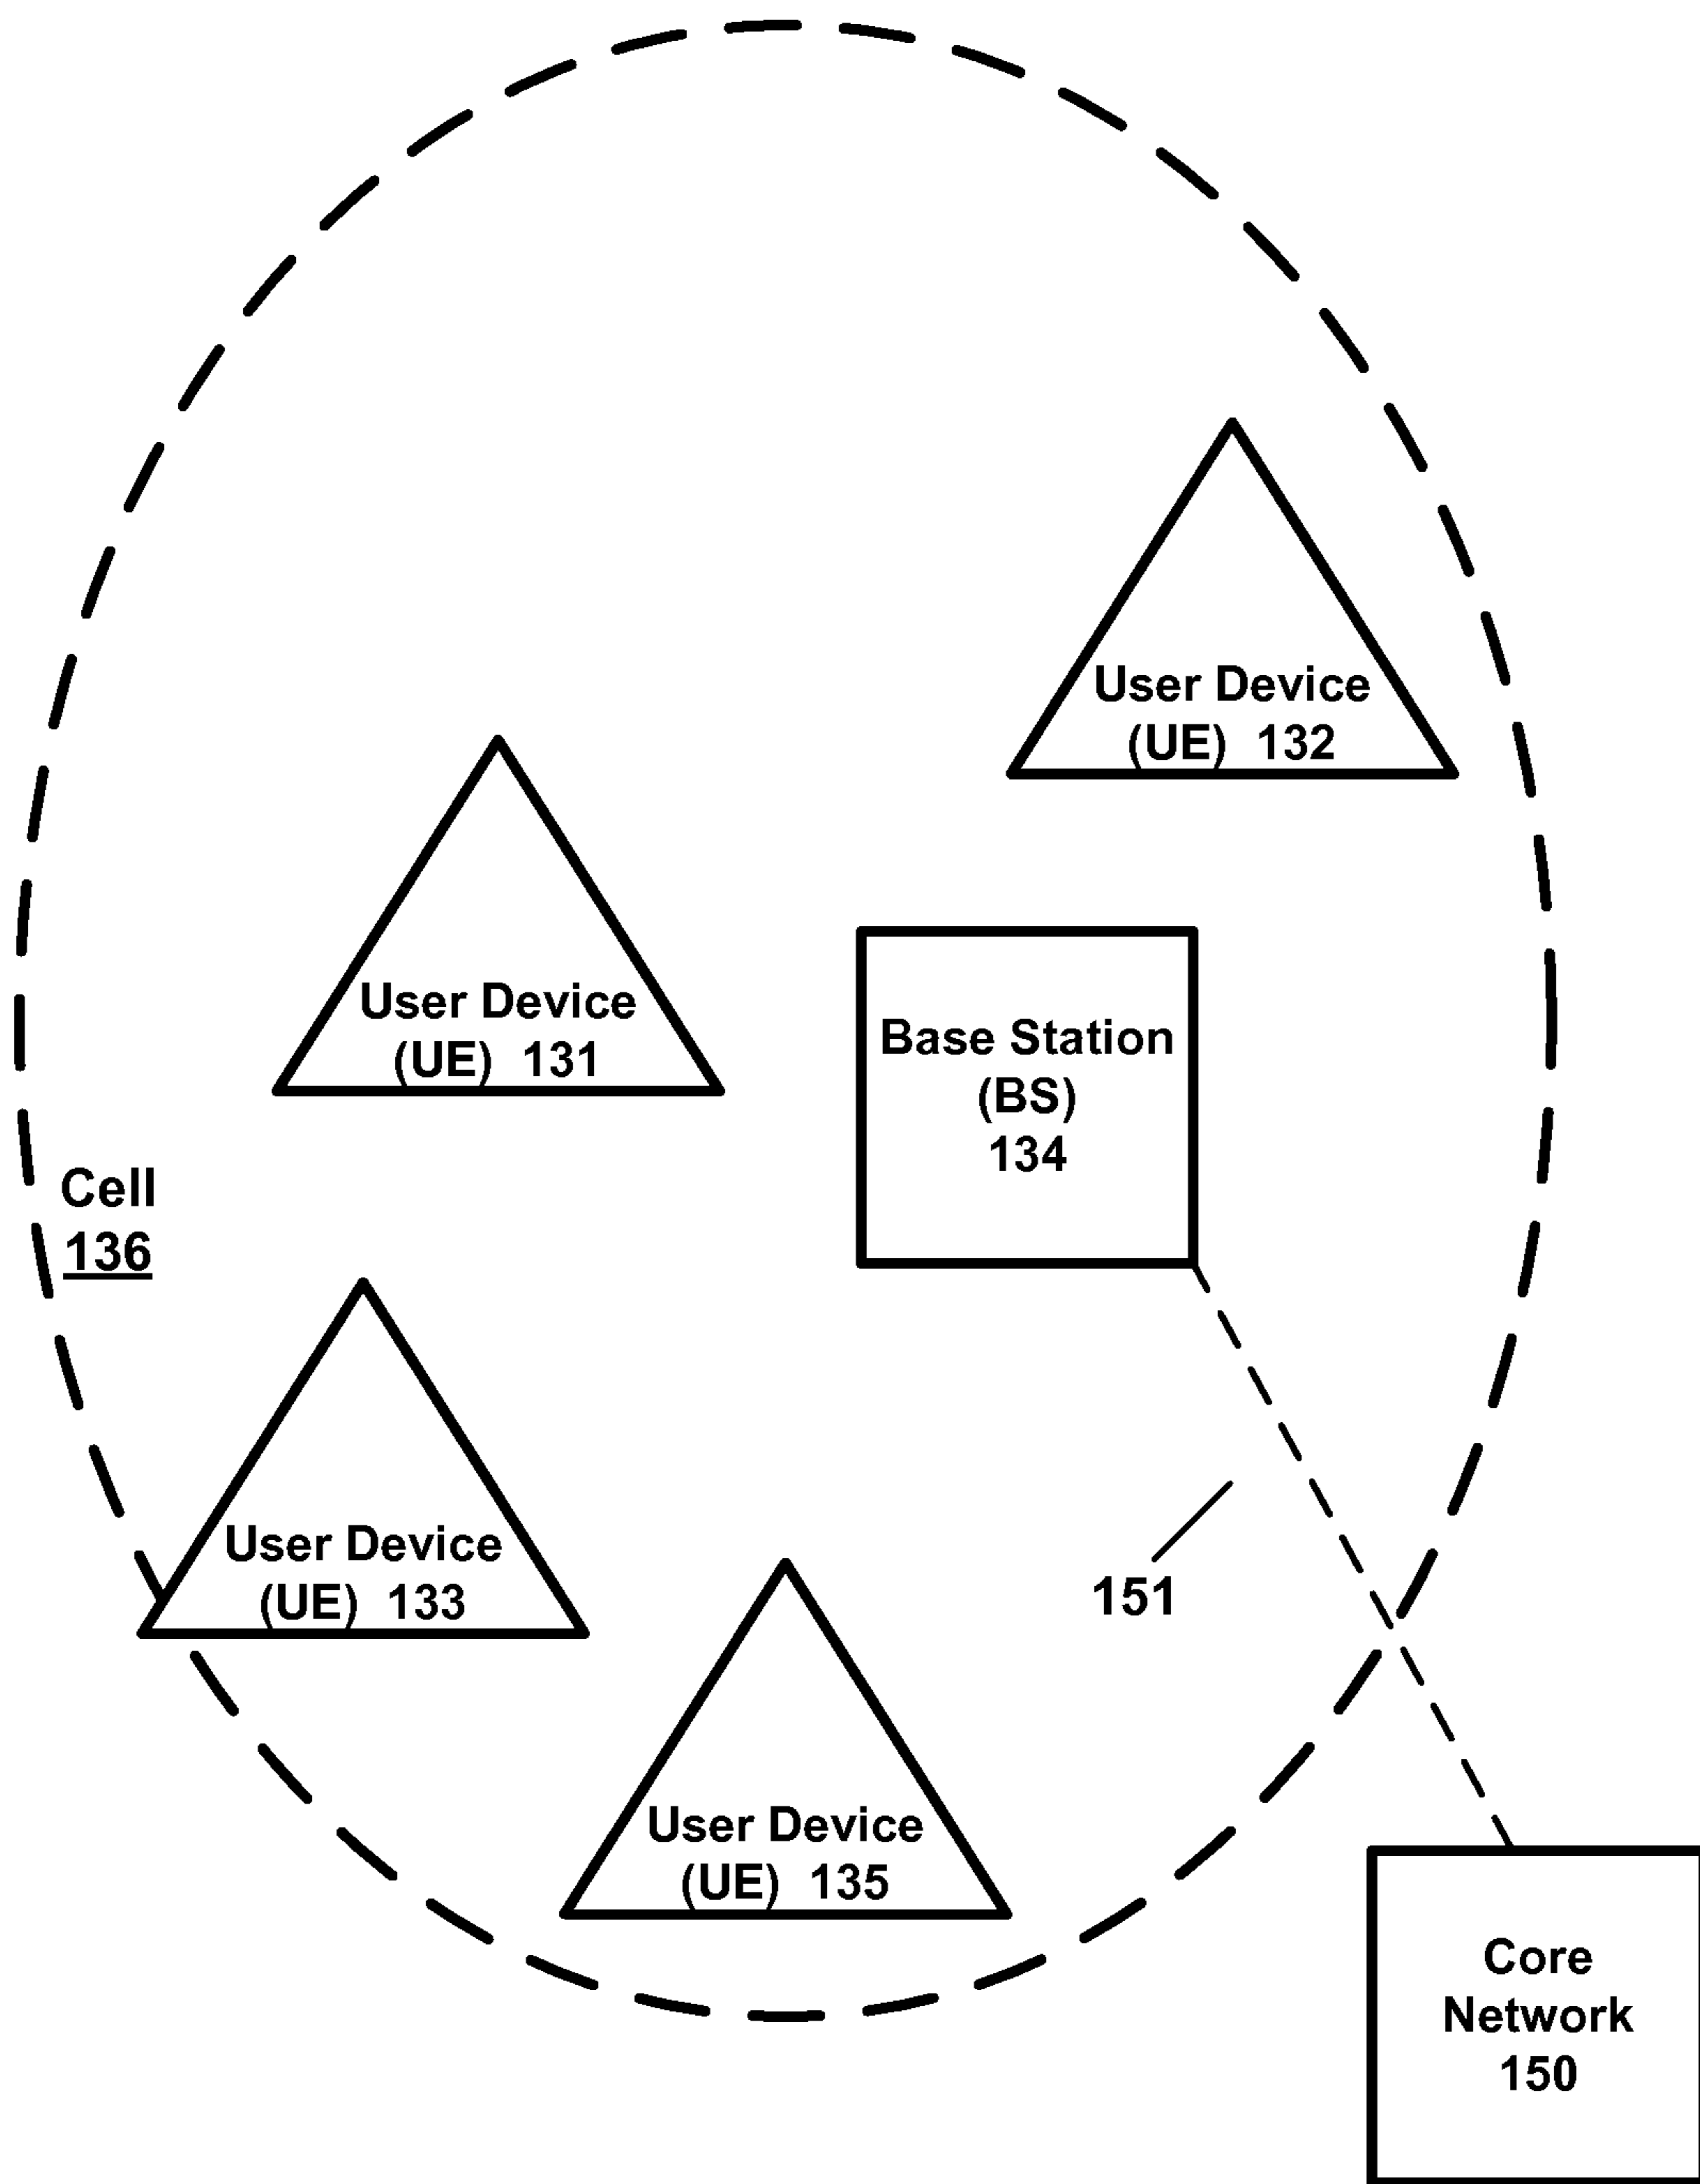 User Device
(UE) 132
User Device
(UE) 131
Base Station
(BS)
134
Cell
136
User Device
(UE) 133
151
User Device
(UE) 135
Core
Network
150